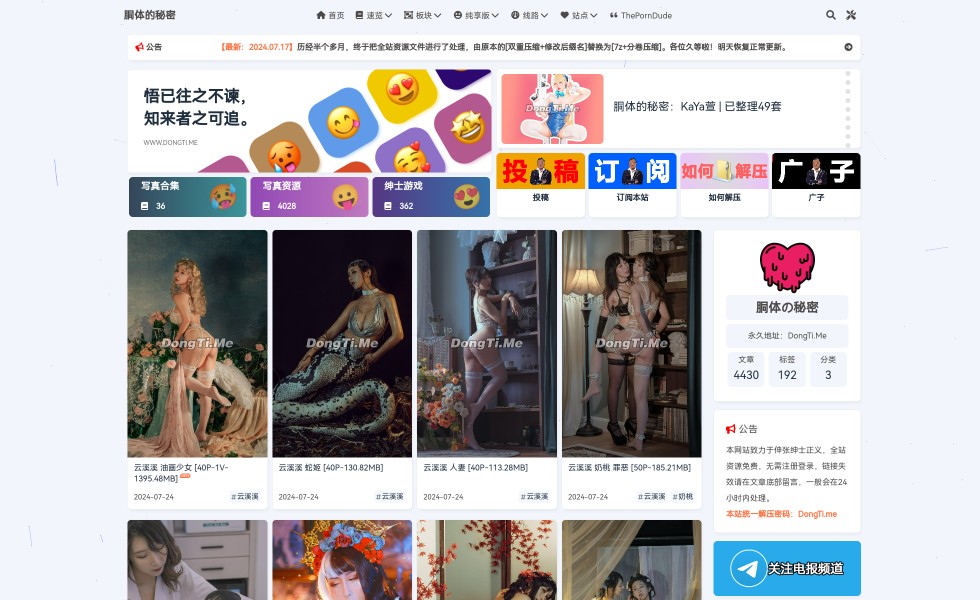 胴体的秘密
首页 速览 板块 纯享版 线路 站点 ThePornDude
公告
【最新：2024.07.17】历经半个多月，终于把全站资源文件进行了处理，由原本的[双重压缩+修改后缀名]替换为[7z+分卷压缩]。各位久等啦！明天恢复正常更新。
悟已往之不谏，
知来者之可追。
WWW.DONGTI.ME
写真合集
36
写真资源
4028
绅士游戏
362
DongTi.Me
胴体的秘密：KaYa萱 | 已整理49套
投稿
订阅
如何解压
广子
投稿
订阅本站
如何解压
广子
DongTi.Me
DongTi.Me
DongTi.Me
DongTi.Me
云溪溪 油画少女 [40P-1V-
1395.48MB]
2024-07-24 #云溪溪
云溪溪 蛇姬 [40P-130.82MB]
2024-07-24 #云溪溪
云溪溪 人妻 [40P-113.28MB]
2024-07-24 #云溪溪
云溪溪 奶桃 罪恶 [50P-185.21MB]
2024-07-24 #云溪溪 #奶桃
胴体の秘密
永久地址：DongTi.Me
文章 标签 分类
4430 192 3
公告
本网站致力于伸张绅士正义，全站
资源免费，无需注册登录，链接失
效请在文章底部留言，一般会在24
小时内处理。
本站统一解压密码：DongTi.me
关注电报频道